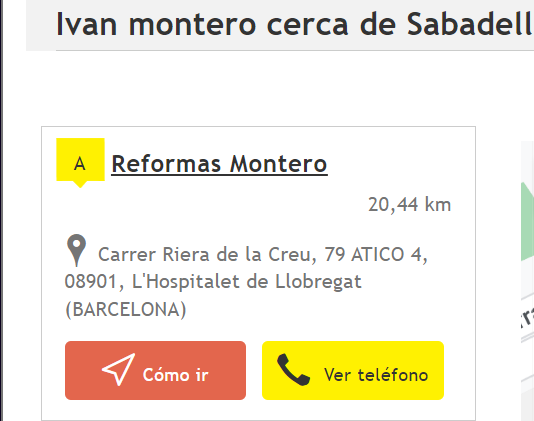 Ivan montero cerca de Sabadell
A
Reformas Montero
20,44 km
Carrer Riera de la Creu, 79 ATICO 4,
08901, L'Hospitalet de Llobregat
(BARCELONA)
Cómo ir
Ver teléfono